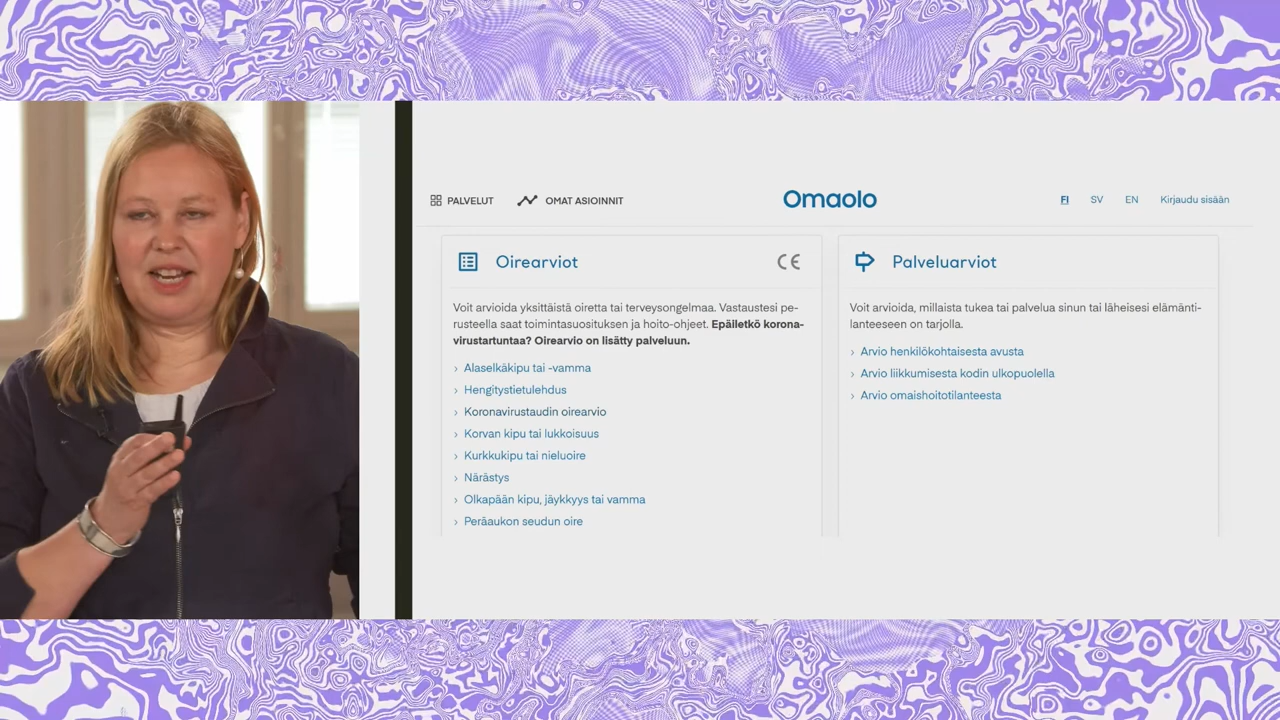 PALVELUT
OMAT ASIOINNIT
Omaolo
FI
SV
EN
Kirjaudu sisään
Oirearviot
CE
Voit arvioida yksittäistä oiretta tai terveysongelmaa. Vastaustesi pe-
rusteella saat toimintasuosituksen ja hoito-ohjeet. Epäiletkö korona-
virustartuntaa? Oirearvio on lisätty palveluun.
Alaselkäkipu tai -vamma
Hengitystietulehdus
Koronavirustaudin oirearvio
Korvan kipu tai lukkoisuus
Kurkkukipu tai nieluoire
Närästys
Olkapään kipu, jäykkyys tai vamma
Peräaukon seudun oire
Palveluarviot
Voit arvioida, millaista tukea tai palvelua sinun tai läheisesi elämänti-
lanteeseen on tarjolla.
Arvio henkilökohtaisesta avusta
Arvio liikkumisesta kodin ulkopuolella
Arvio omaishoitotilanteesta